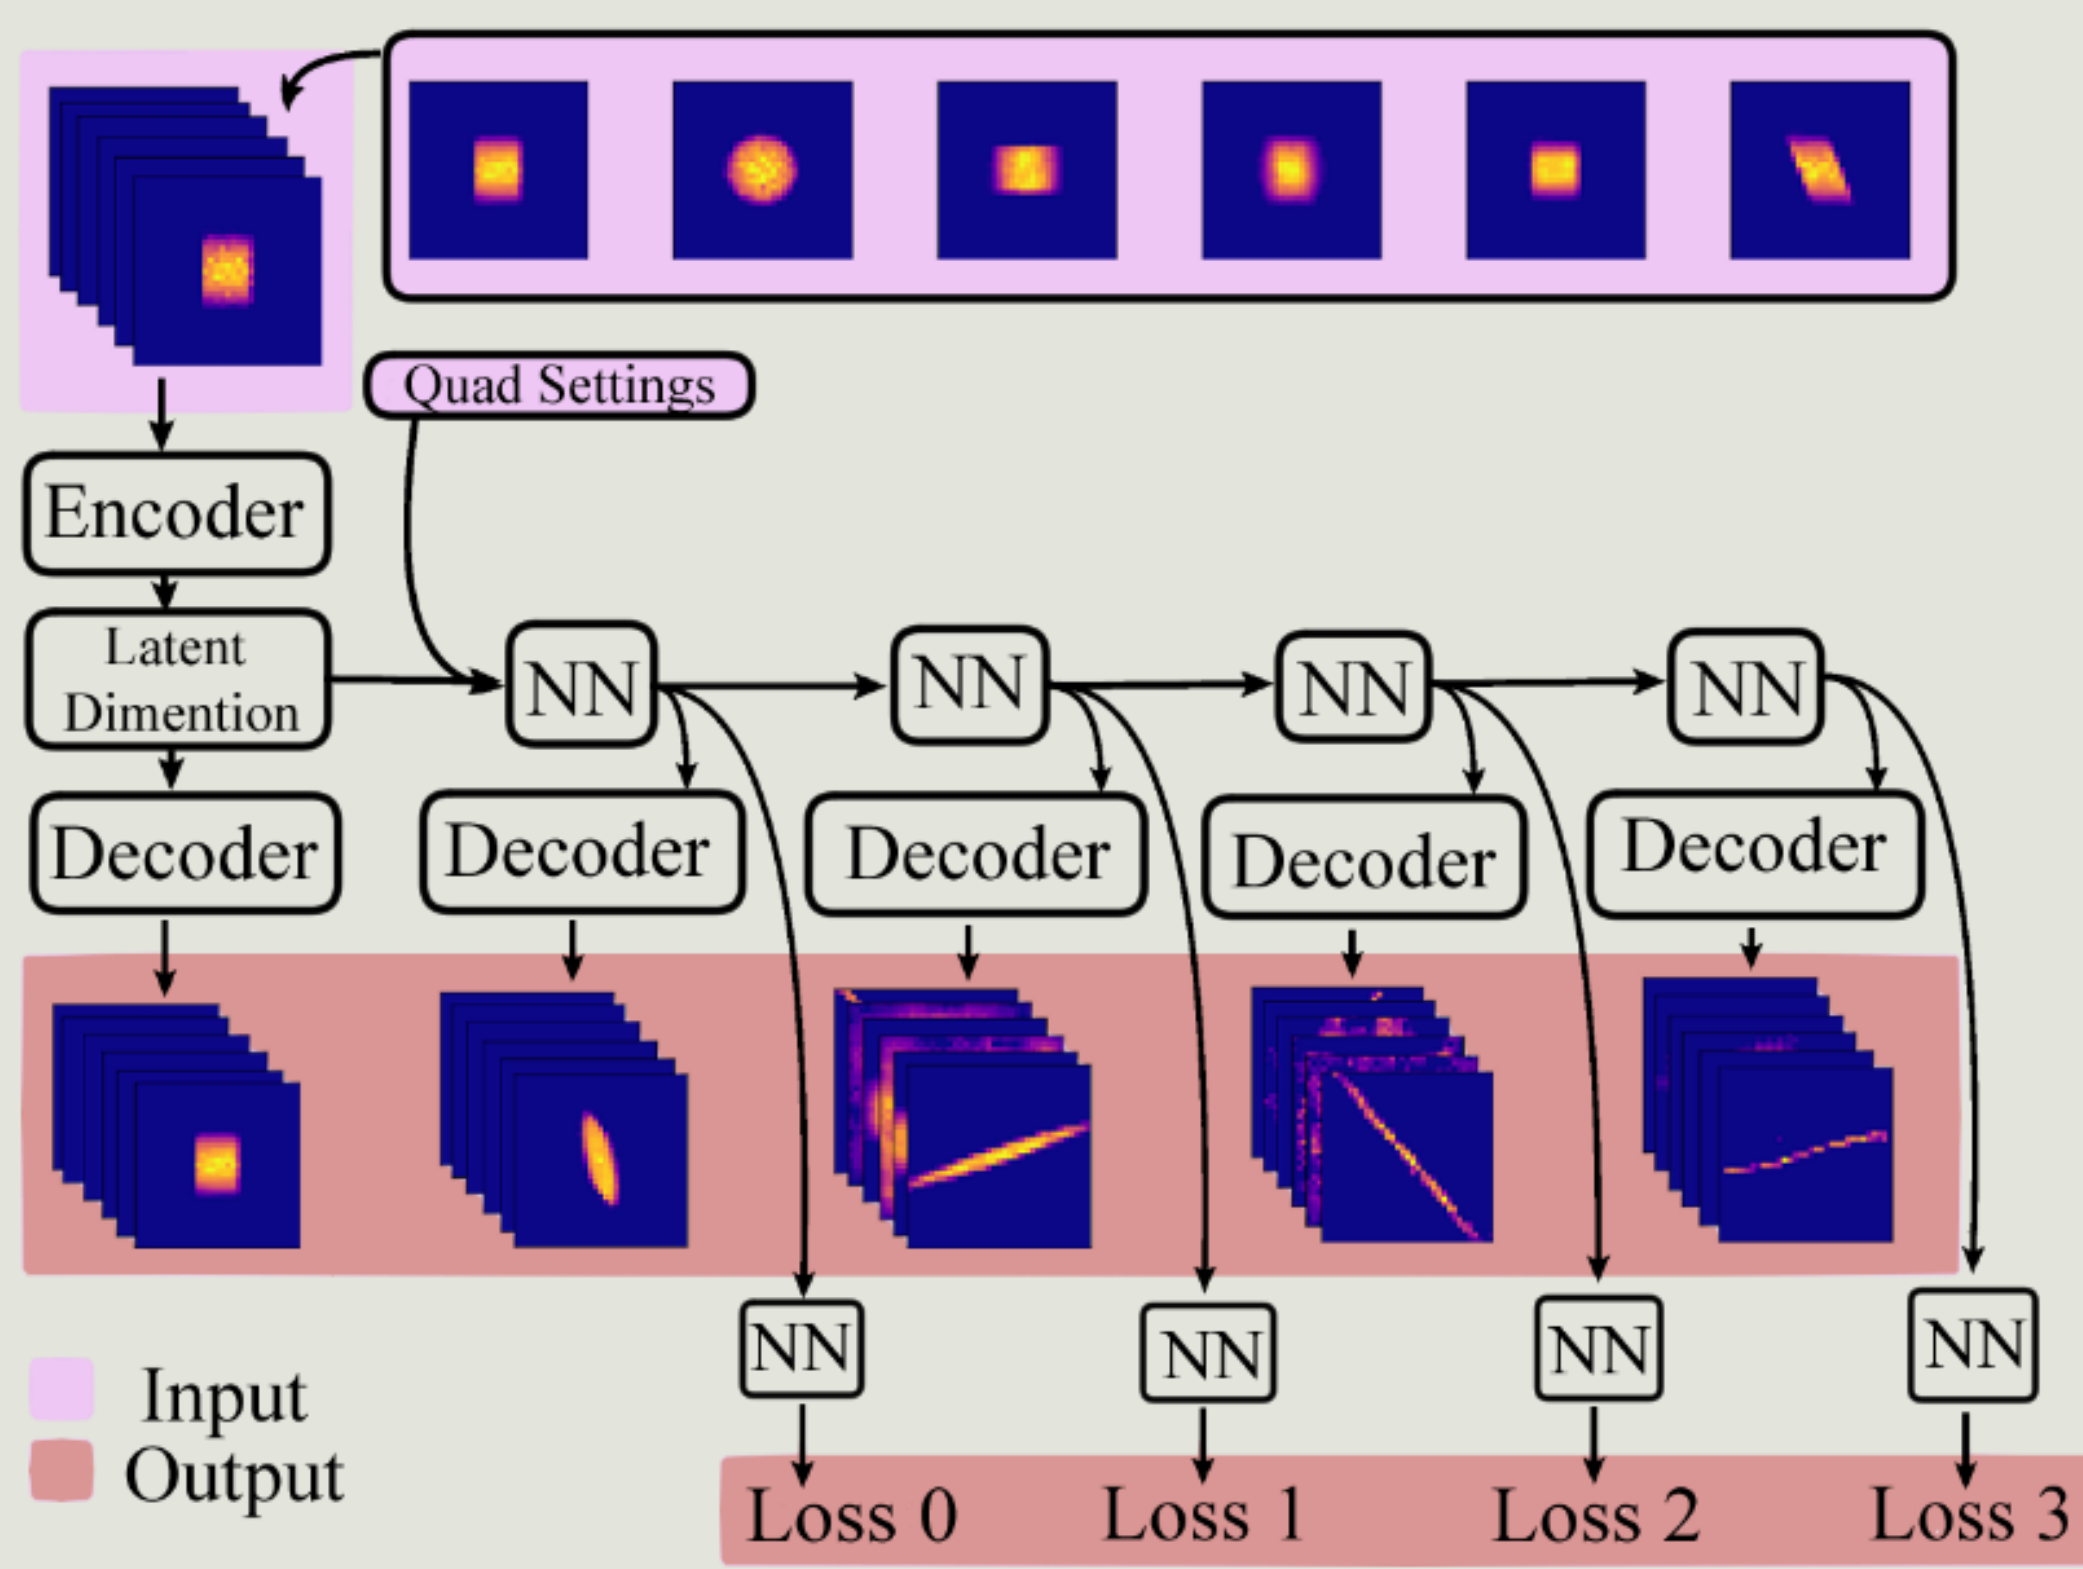 Quad Settings
Encoder
Latent
Dimention
NN
NN
NN
NN
Decoder
Decoder
Decoder
Decoder
Decoder
NN
NN
NN
NN
Input
Output
Loss 0
Loss 1
Loss 2
Loss 3